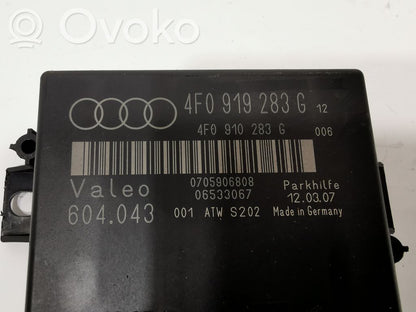 OVOKO
4F0 919 283 G 12
4F0 910 283 G 006
Valeo
0705906808
06533067
Parkhilfe
12.03.07
604.043
001 ATW S202
Made in Germany